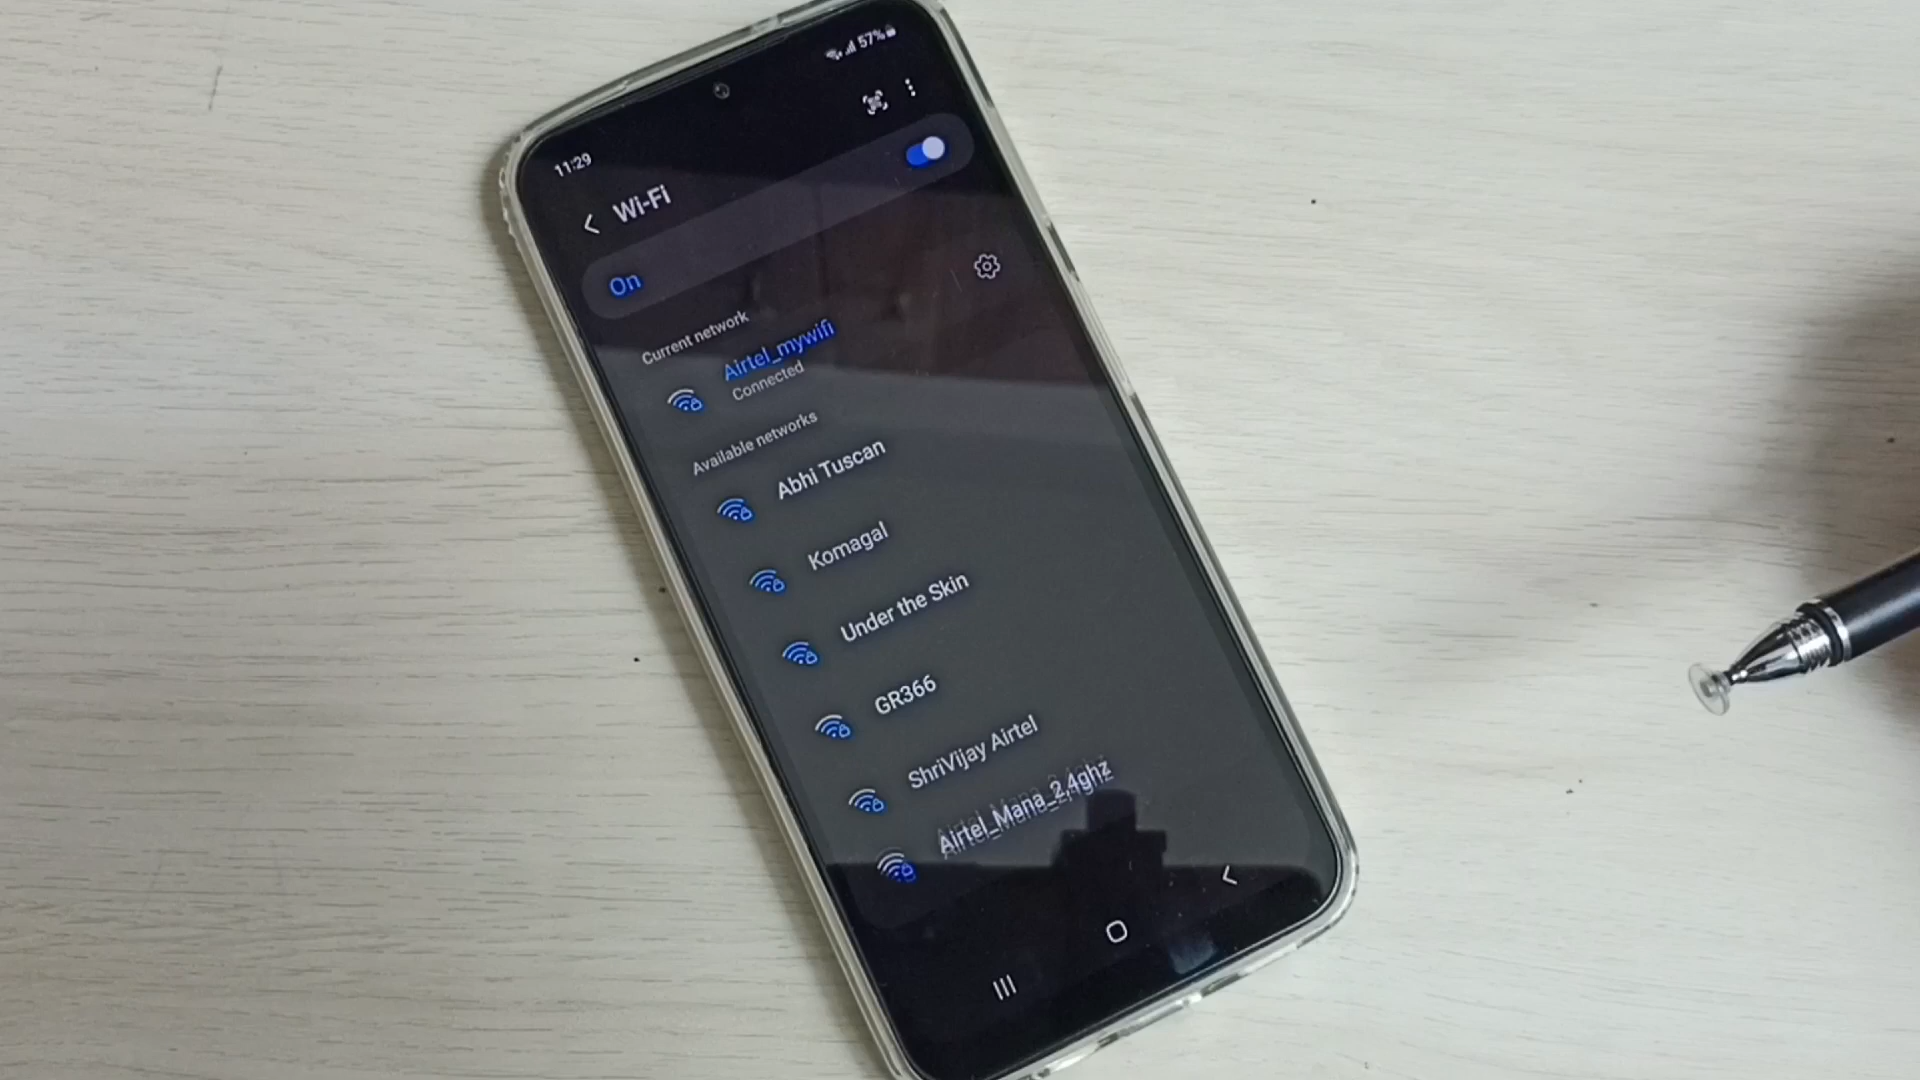 57%
11:29
Wi-Fi
On
Current network
Airtel_mywifi
Connected
Available networks
Abhi Tuscan
Komagal
Under the Skin
GR366
ShriVijay Airtel
Airtel_Mana_2,4ghz